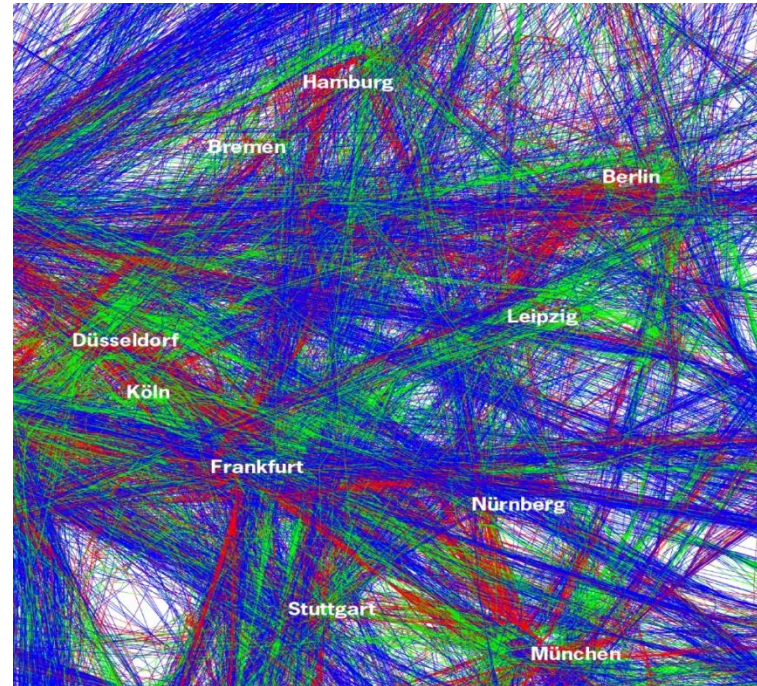 Hamburg
Bremen
Berlin
Leipzig
Düsseldorf
Köln
Frankfurt
Nürnberg
Stuttgart
München